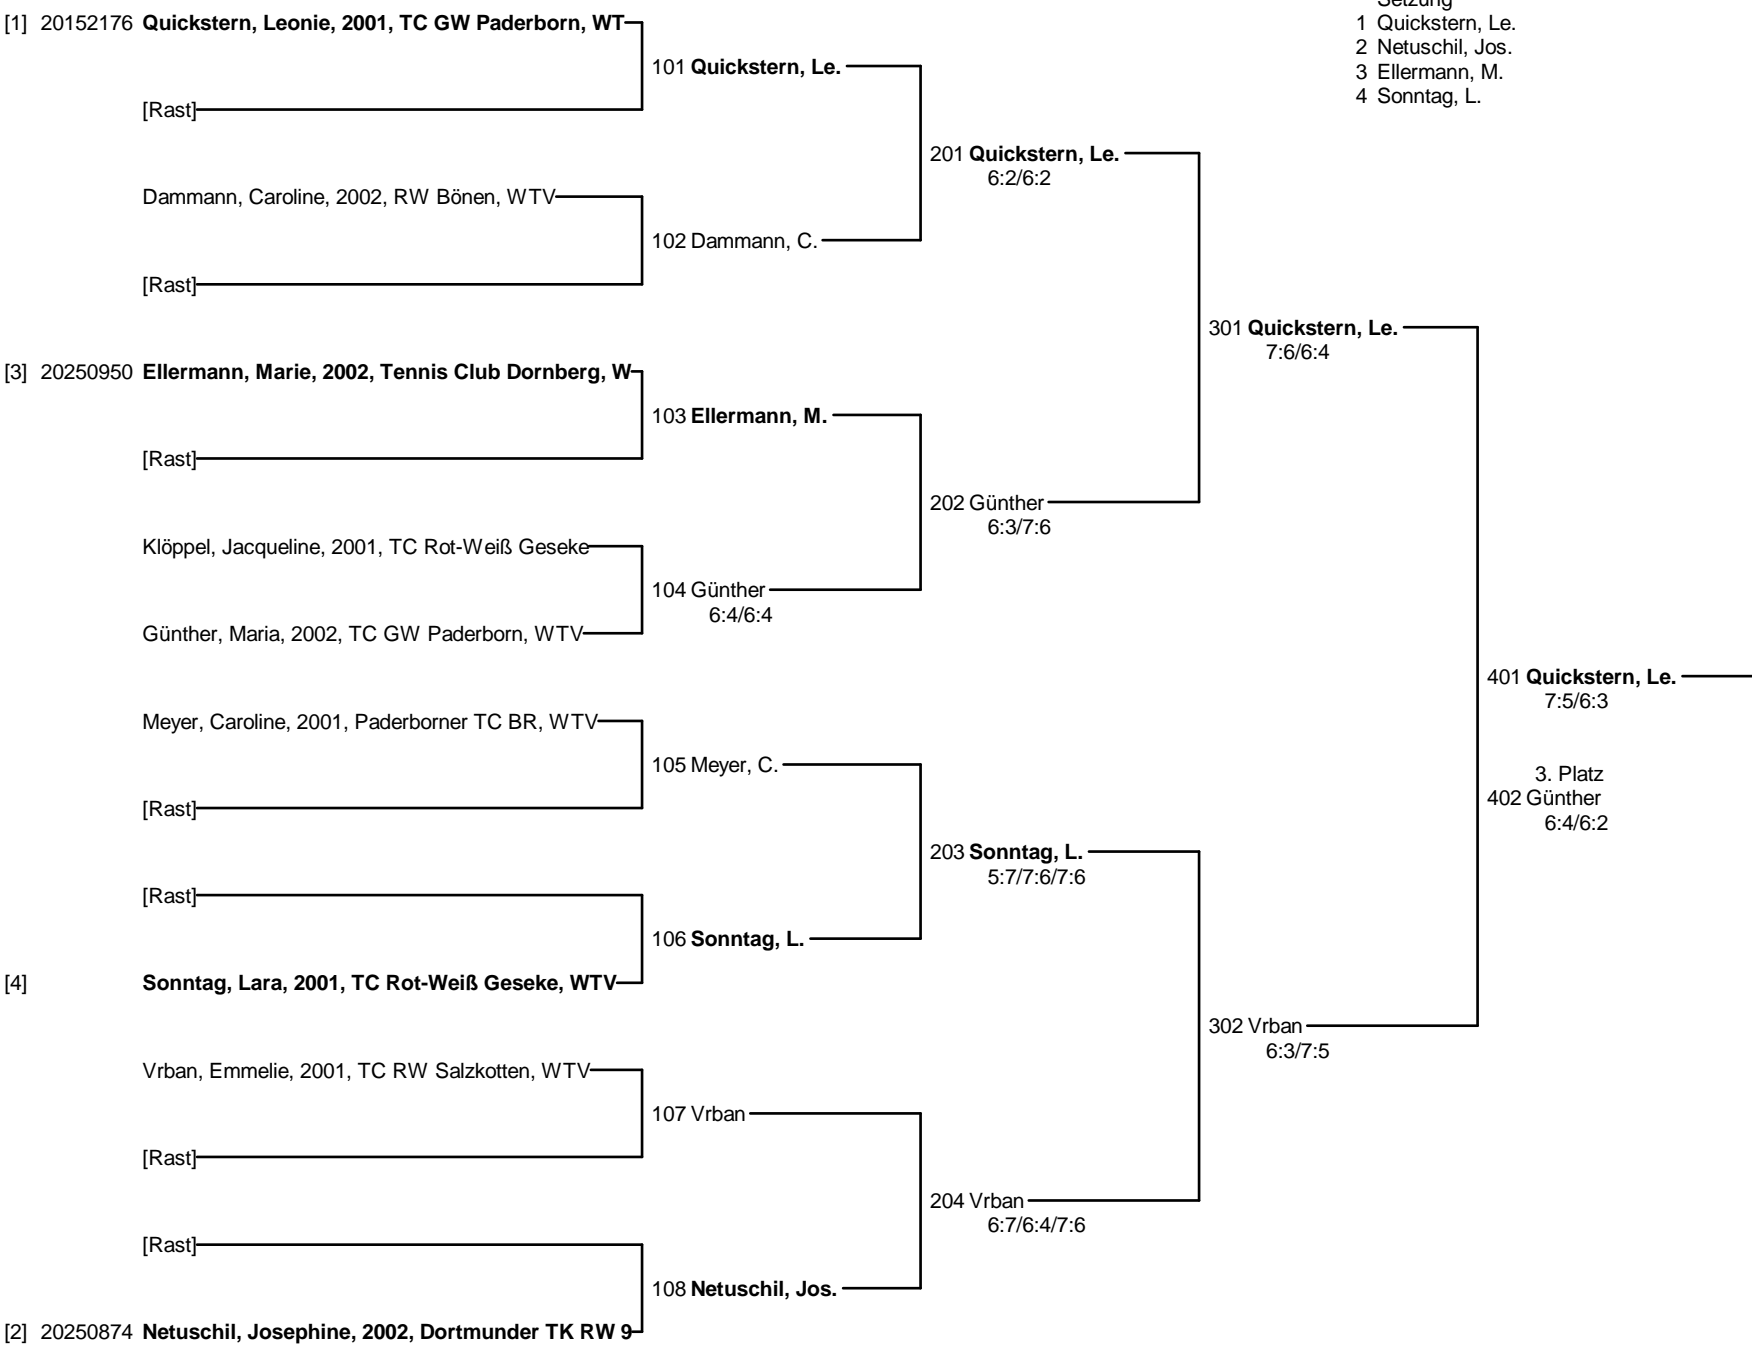 Setzung
1 Quickstern, Le.
2 Netuschil, Jos.
3 Ellermann, M.
4 Sonntag, L.
[1] 20152176 Quickstern, Leonie, 2001, TC GW Paderborn, WT
101 Quickstern, Le.
[Rast]
201 Quickstern, Le.
6:2/6:2
Dammann, Caroline, 2002, RW Bönen, WTV
102 Dammann, C.
[Rast]
301 Quickstern, Le.
7:6/6:4
[3] 20250950 Ellermann, Marie, 2002, Tennis Club Dornberg, W
103 Ellermann, M.
[Rast]
202 Günther
6:3/7:6
Klöppel, Jacqueline, 2001, TC Rot-Weiß Geseke
104 Günther
6:4/6:4
Günther, Maria, 2002, TC GW Paderborn, WTV
401 Quickstern, Le.
7:5/6:3
Meyer, Caroline, 2001, Paderborner TC BR, WTV
105 Meyer, C.
3. Platz
402 Günther
6:4/6:2
[Rast]
203 Sonntag, L.
5:7/7:6/7:6
[Rast]
106 Sonntag, L.
[4] Sonntag, Lara, 2001, TC Rot-Weiß Geseke, WTV
302 Vrban
6:3/7:5
Vrban, Emmelie, 2001, TC RW Salzkotten, WTV
107 Vrban
[Rast]
204 Vrban
6:7/6:4/7:6
[Rast]
108 Netuschil, Jos.
[2] 20250874 Netuschil, Josephine, 2002, Dortmunder TK RW 9